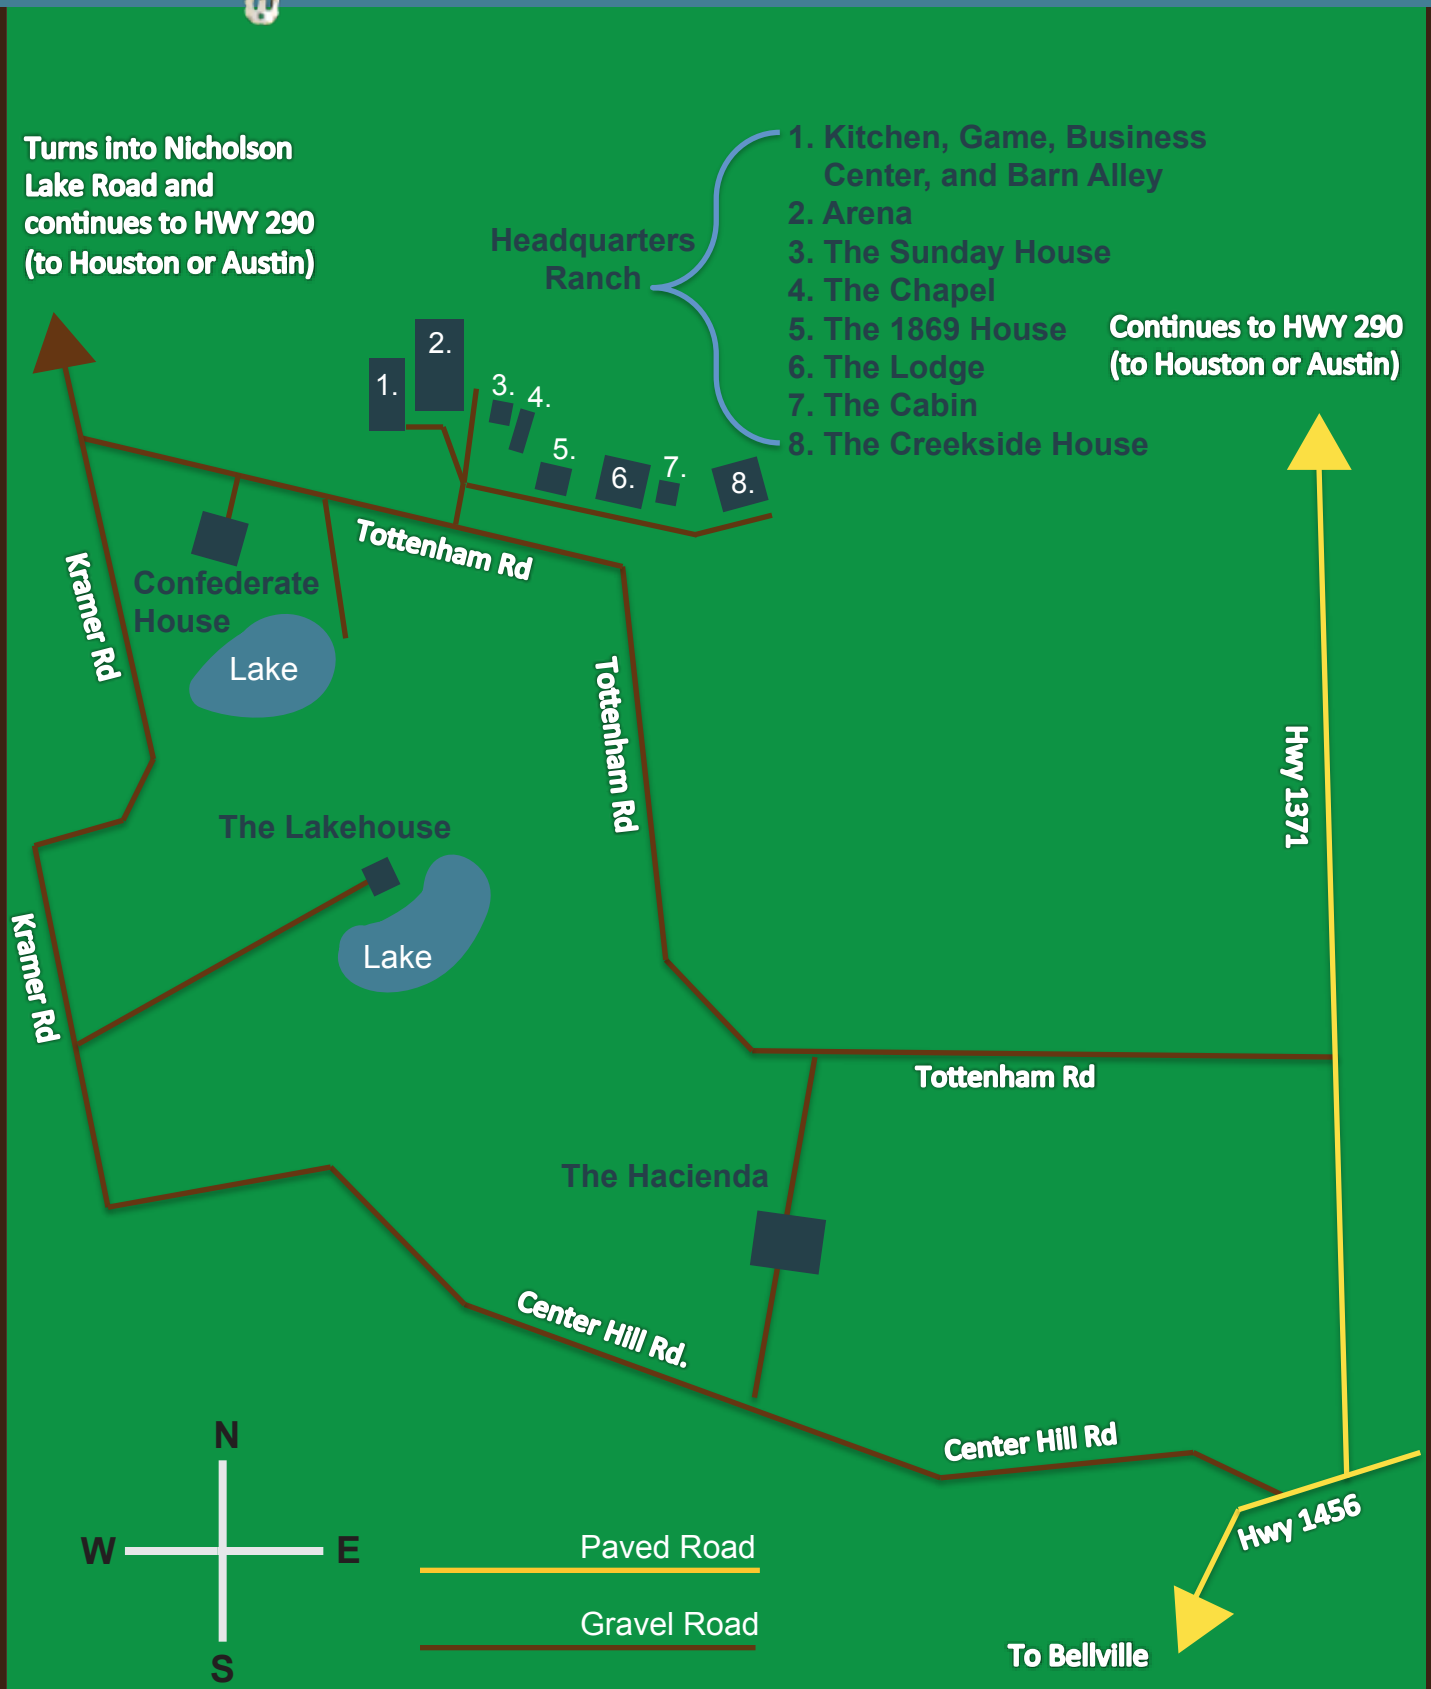 Turns into Nicholson
Lake Road and
continues to HWY 290
(to Houston or Austin)
Headquarters
Ranch
1. Kitchen, Game, Business
Center, and Barn Alley
2. Arena
3. The Sunday House
4. The Chapel
5. The 1869 House
6. The Lodge
7. The Cabin
8. The Creekside House
Continues to HWY 290
(to Houston or Austin)
1.
2.
3.
4.
5.
6.
7.
8.
Tottenham Rd
Kramer Rd
Confederate
House
Lake
Tottenham Rd
Hwy 1371
The Lakehouse
Lake
Kramer Rd
Tottenham Rd
The Hacienda
Center Hill Rd.
Center Hill Rd
Hwy 1456
To Bellville
N
W
E
S
Paved Road
Gravel Road